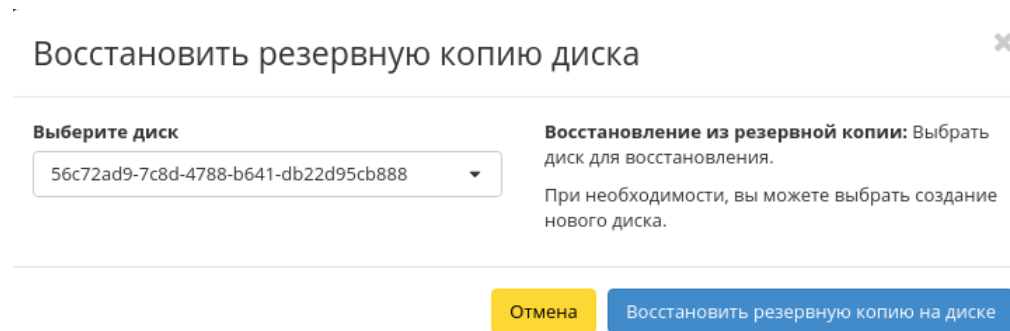 Восстановить резервную копию диска
Выберите диск
56c72ad9-7c8d-4788-b641-db22d95cb888
Восстановление из резервной копии: Выбрать
диск для восстановления.
При необходимости, вы можете выбрать создание
нового диска.
Отмена
Восстановить резервную копию на диске